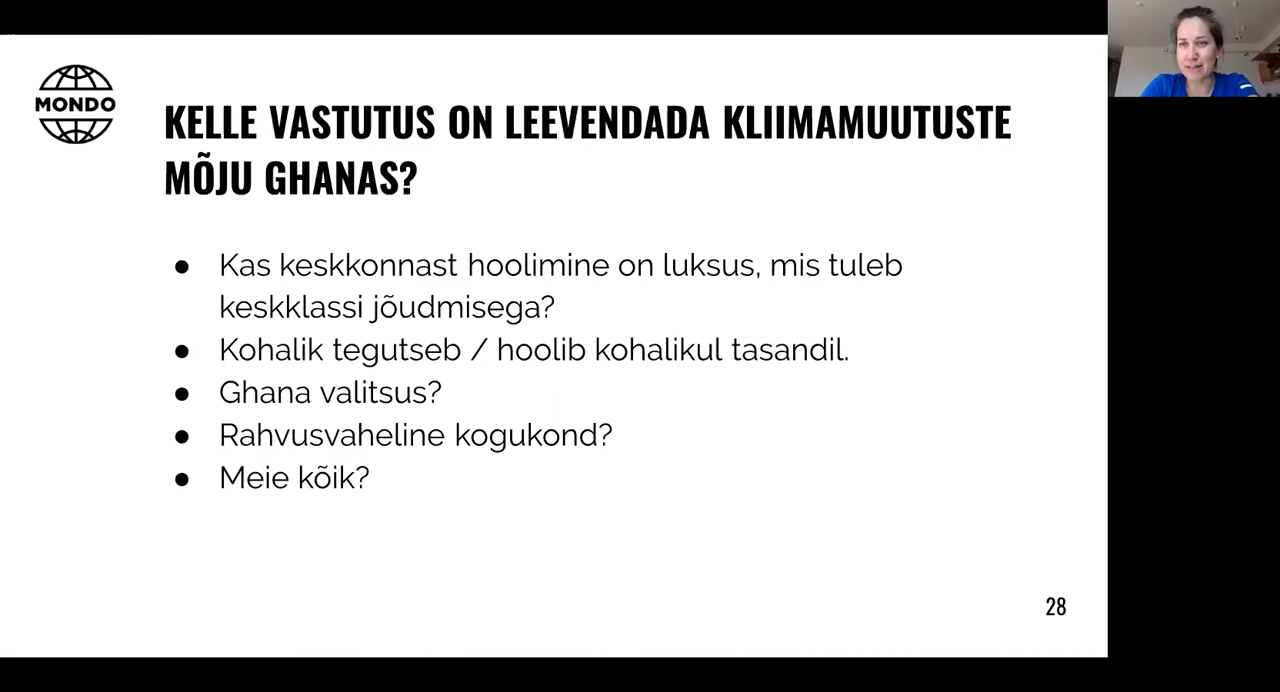 MONDO
KELLE VASTUTUS ON LEEVENDADA KLIIMAMUUTUSTE
MÕJU GHANAS?
● Kas keskkonnast hoolimine on luksus, mis tuleb
keskklassi jõudmisega?
● Kohalik tegutseb / hoolib kohalikul tasandil.
● Ghana valitsus?
● Rahvusvaheline kogukond?
● Meie kõik?
28